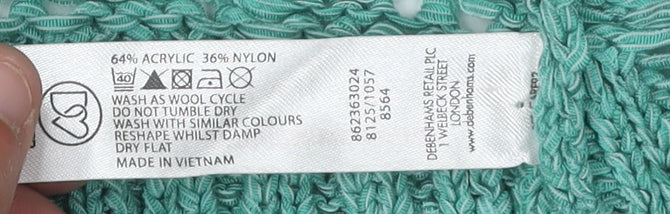 64% ACRYLIC 36% NYLON
40
WASH AS WOOL CYCLE
DO NOT TUMBLE DRY
WASH WITH SIMILAR COLOURS
RESHAPE WHILST DAMP
DRY FLAT
MADE IN VIETNAM
862363024
8125/1057
8564
DEBENHAMS RETAIL PLC
1 WELBECK STREET
LONDON
www.debenhams.com